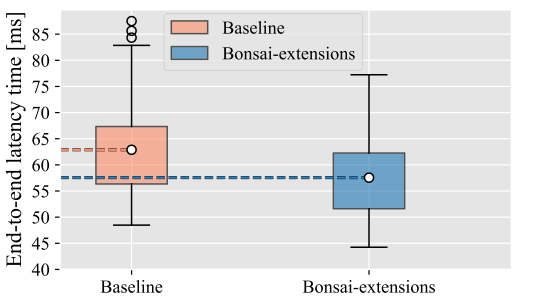 End-to-end latency time [ms]
85
80
75
70
65
60
55
50
45
40
Baseline
Bonsai-extensions
Baseline
Bonsai-extensions